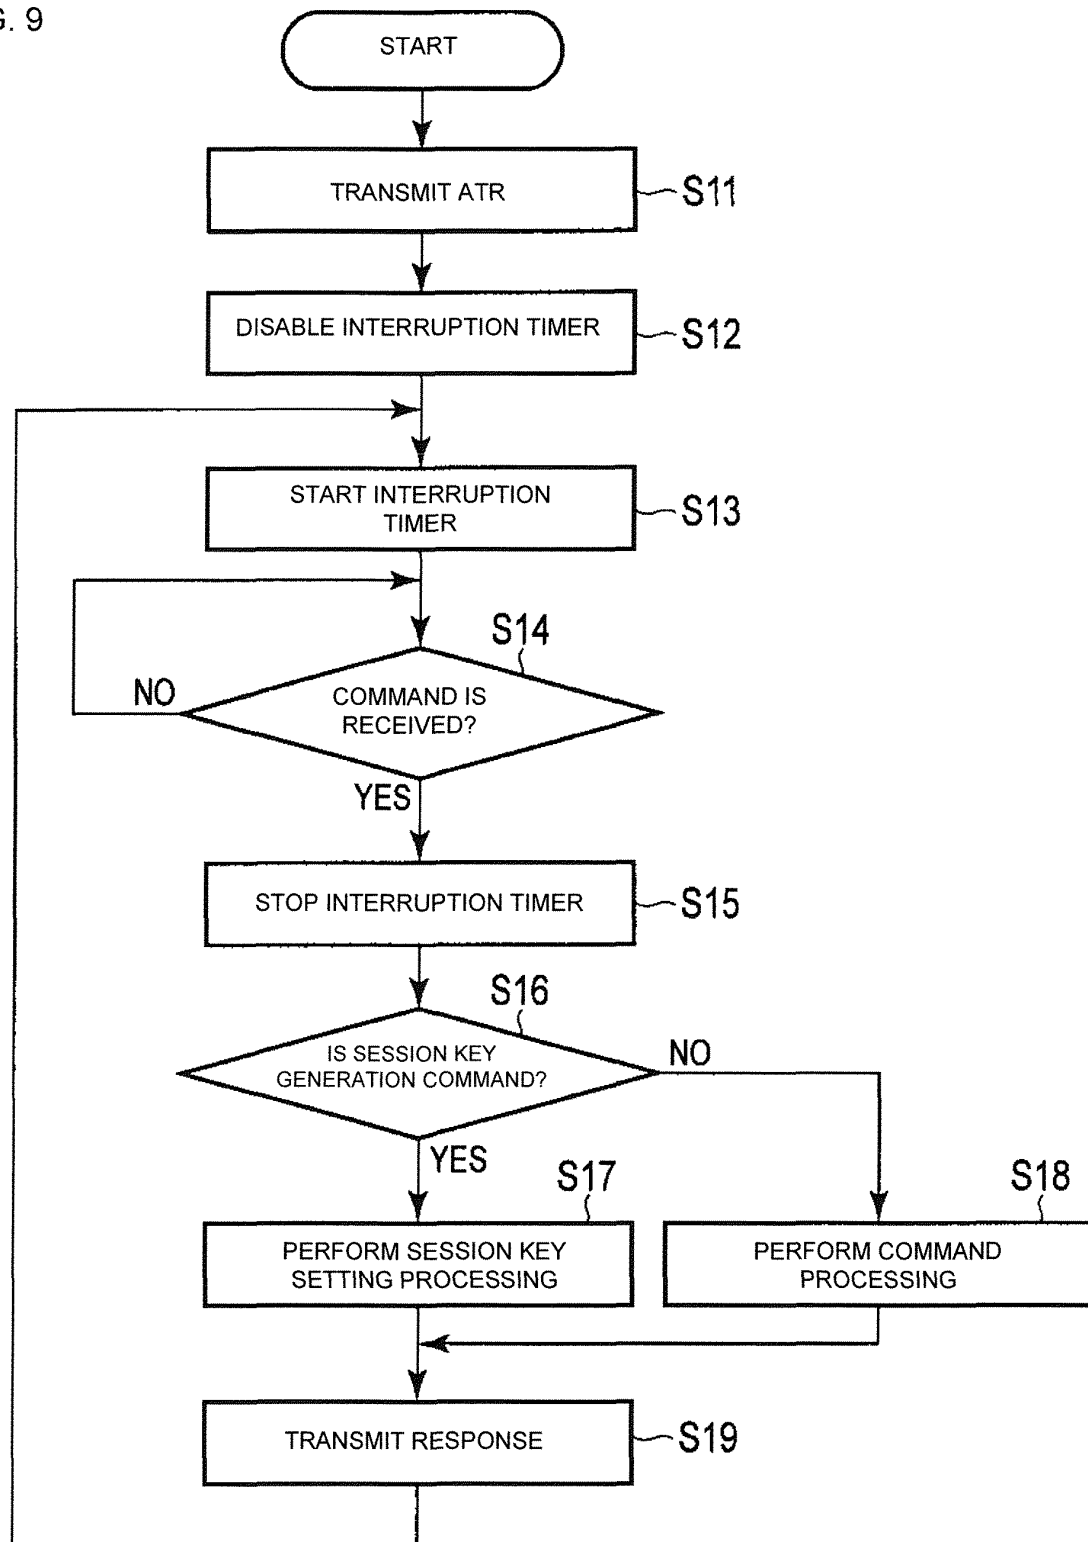 G. 9
START
TRANSMIT ATR
S11
DISABLE INTERRUPTION TIMER
S12
START INTERRUPTION
TIMER
S13
S14
COMMAND IS
RECEIVED?
NO
YES
STOP INTERRUPTION TIMER
S15
S16
IS SESSION KEY
GENERATION COMMAND?
NO
YES
S17
PERFORM SESSION KEY
SETTING PROCESSING
S18
PERFORM COMMAND
PROCESSING
TRANSMIT RESPONSE
S19